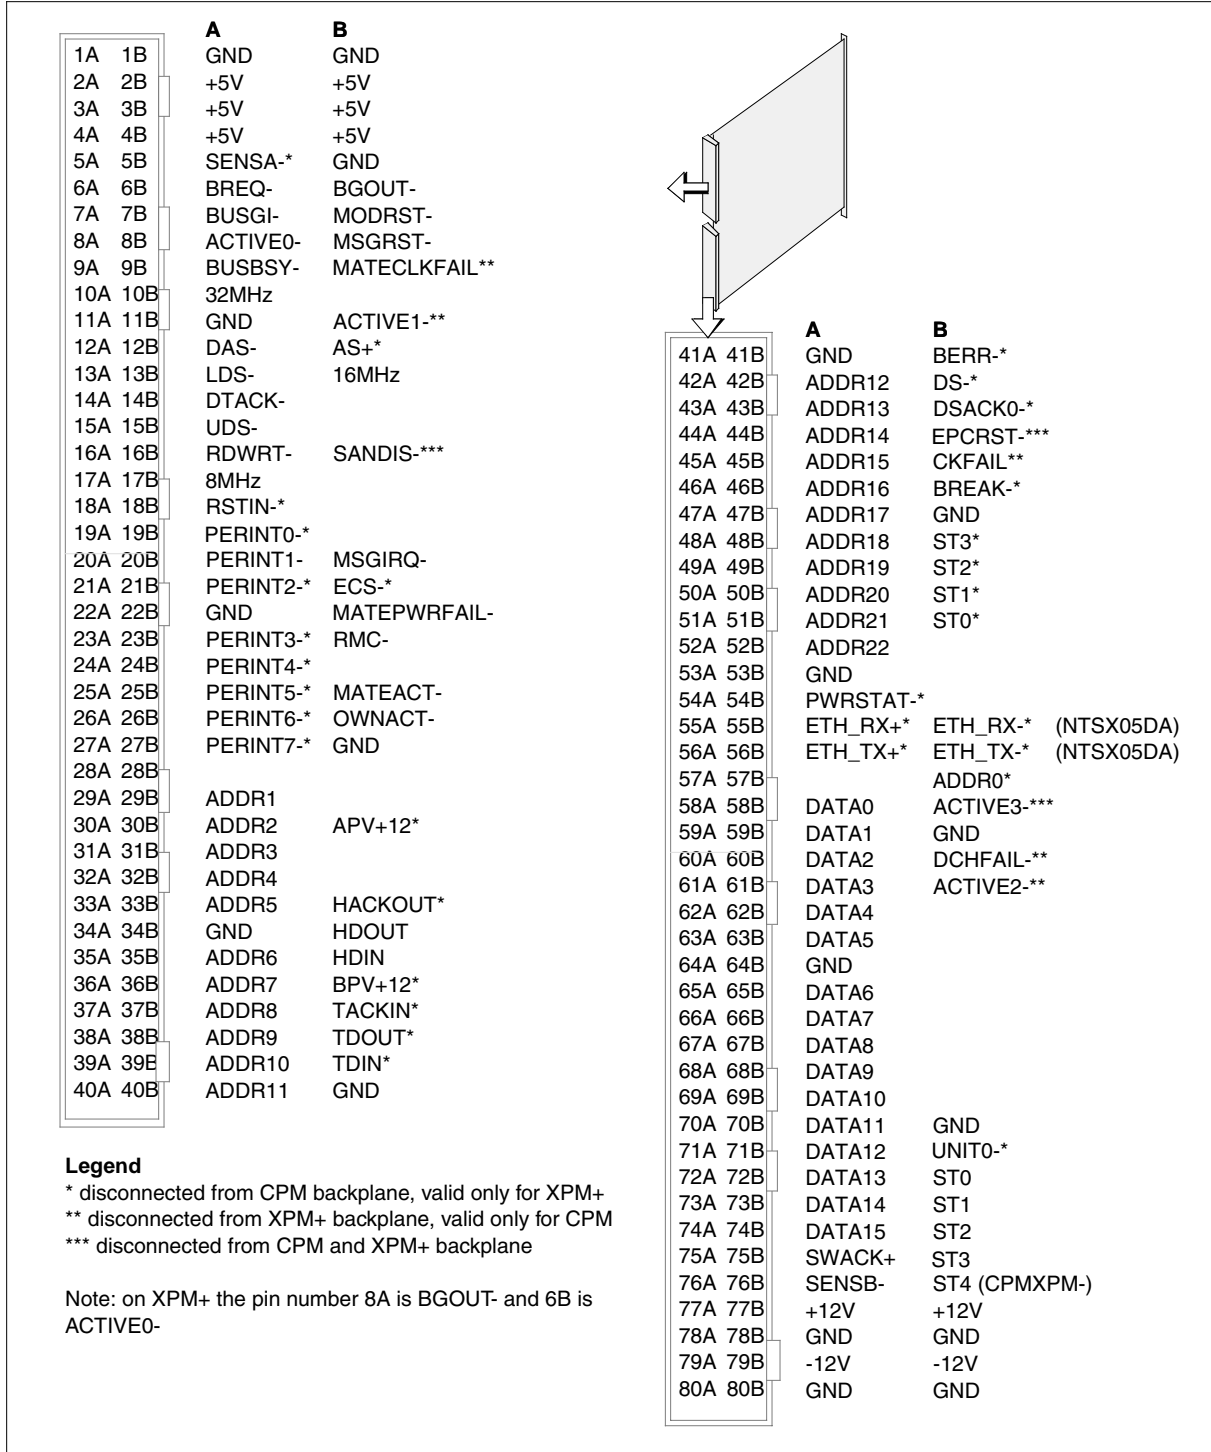 A B
1A 1B GND GND
2A 2B +5V +5V
3A 3B +5V +5V
4A 4B +5V +5V
5A 5B SENSA-* GND
6A 6B BREQ- BGOUT-
7A 7B BUSGI- MODRST-
8A 8B ACTIVE0- MSGRST-
9A 9B BUSBSY- MATECLKFAIL**
10A 10B 32MHz
11A 11B GND ACTIVE1-**
12A 12B DAS- AS+*
13A 13B LDS- 16MHz
14A 14B DTACK-
15A 15B UDS-
16A 16B RDWRT- SANDIS-***
17A 17B 8MHz
18A 18B RSTIN-*
19A 19B PERINT0-*
20A 20B PERINT1- MSGIRQ-
21A 21B PERINT2-* ECS-*
22A 22B GND MATEPWRFAIL-
23A 23B PERINT3-* RMC-
24A 24B PERINT4-*
25A 25B PERINT5-* MATEACT-
26A 26B PERINT6-* OWNACT-
27A 27B PERINT7-* GND
28A 28B
29A 29B ADDR1
30A 30B ADDR2 APV+12*
31A 31B ADDR3
32A 32B ADDR4
33A 33B ADDR5 HACKOUT*
34A 34B GND HDOUT
35A 35B ADDR6 HDIN
36A 36B ADDR7 BPV+12*
37A 37B ADDR8 TACKIN*
38A 38B ADDR9 TDOUT*
39A 39B ADDR10 TDIN*
40A 40B ADDR11 GND
Legend
* disconnected from CPM backplane, valid only for XPM+
** disconnected from XPM+ backplane, valid only for CPM
*** disconnected from CPM and XPM+ backplane
Note: on XPM+ the pin number 8A is BGOUT- and 6B is
ACTIVE0-
A B
41A 41B GND BERR-*
42A 42B ADDR12 DS-*
43A 43B ADDR13 DSACK0-*
44A 44B ADDR14 EPCRST-***
45A 45B ADDR15 CKFAIL**
46A 46B ADDR16 BREAK-*
47A 47B ADDR17 GND
48A 48B ADDR18 ST3*
49A 49B ADDR19 ST2*
50A 50B ADDR20 ST1*
51A 51B ADDR21 ST0*
52A 52B ADDR22
53A 53B GND
54A 54B PWRSTAT-*
55A 55B ETH_RX+* ETH_RX-* (NTSX05DA)
56A 56B ETH_TX+* ETH_TX-* (NTSX05DA)
57A 57B ADDR0*
58A 58B DATA0 ACTIVE3-***
59A 59B DATA1 GND
60A 60B DATA2 DCHFAIL-**
61A 61B DATA3 ACTIVE2-**
62A 62B DATA4
63A 63B DATA5
64A 64B GND
65A 65B DATA6
66A 66B DATA7
67A 67B DATA8
68A 68B DATA9
69A 69B DATA10
70A 70B DATA11 GND
71A 71B DATA12 UNIT0-*
72A 72B DATA13 ST0
73A 73B DATA14 ST1
74A 74B DATA15 ST2
75A 75B SWACK+ ST3
76A 76B SENSB- ST4 (CPMXPM-)
77A 77B +12V +12V
78A 78B GND GND
79A 79B -12V -12V
80A 80B GND GND